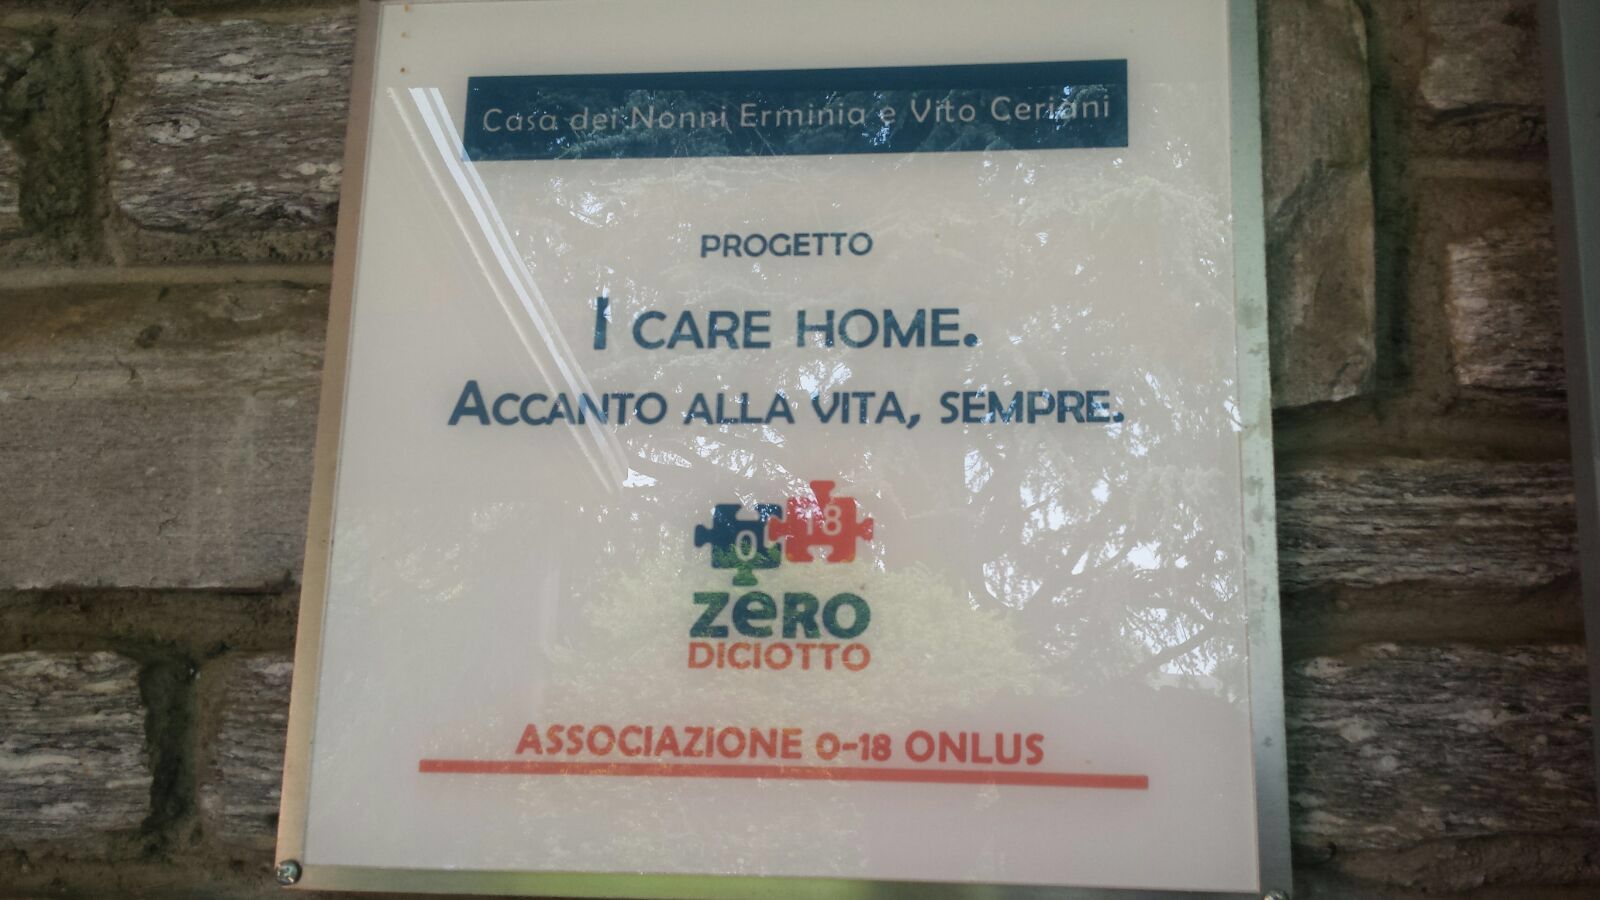 Casa dei Nonni Erminia e Vito Ceriani
PROGETTO
I CARE HOME.
ACCANTO ALLA VITA, SEMPRE.
0 18
ZeRO
DICIOTTO
ASSOCIAZIONE 0-18 ONLUS